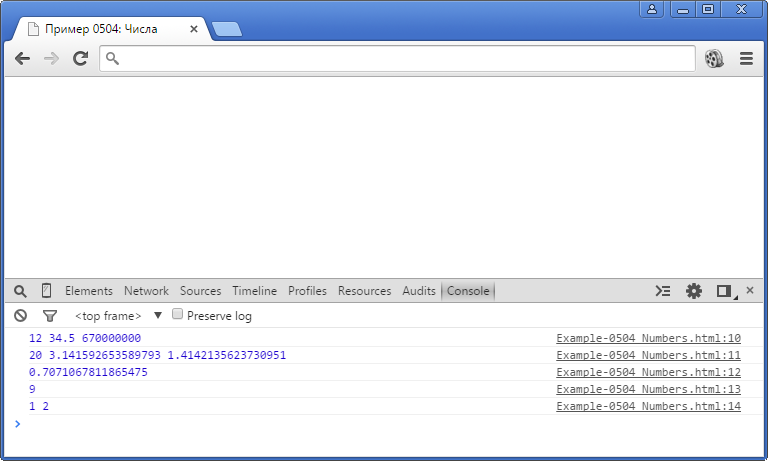 Пример 0504: Числа
Elements Network Sources Timeline Profiles Resources Audits Console
<top frame> Preserve log
12 34.5 670000000 Example-0504 Numbers.html:10
20 3.141592653589793 1.4142135623730951 Example-0504 Numbers.html:11
0.7071067811865475 Example-0504 Numbers.html:12
9 Example-0504 Numbers.html:13
1 2 Example-0504 Numbers.html:14